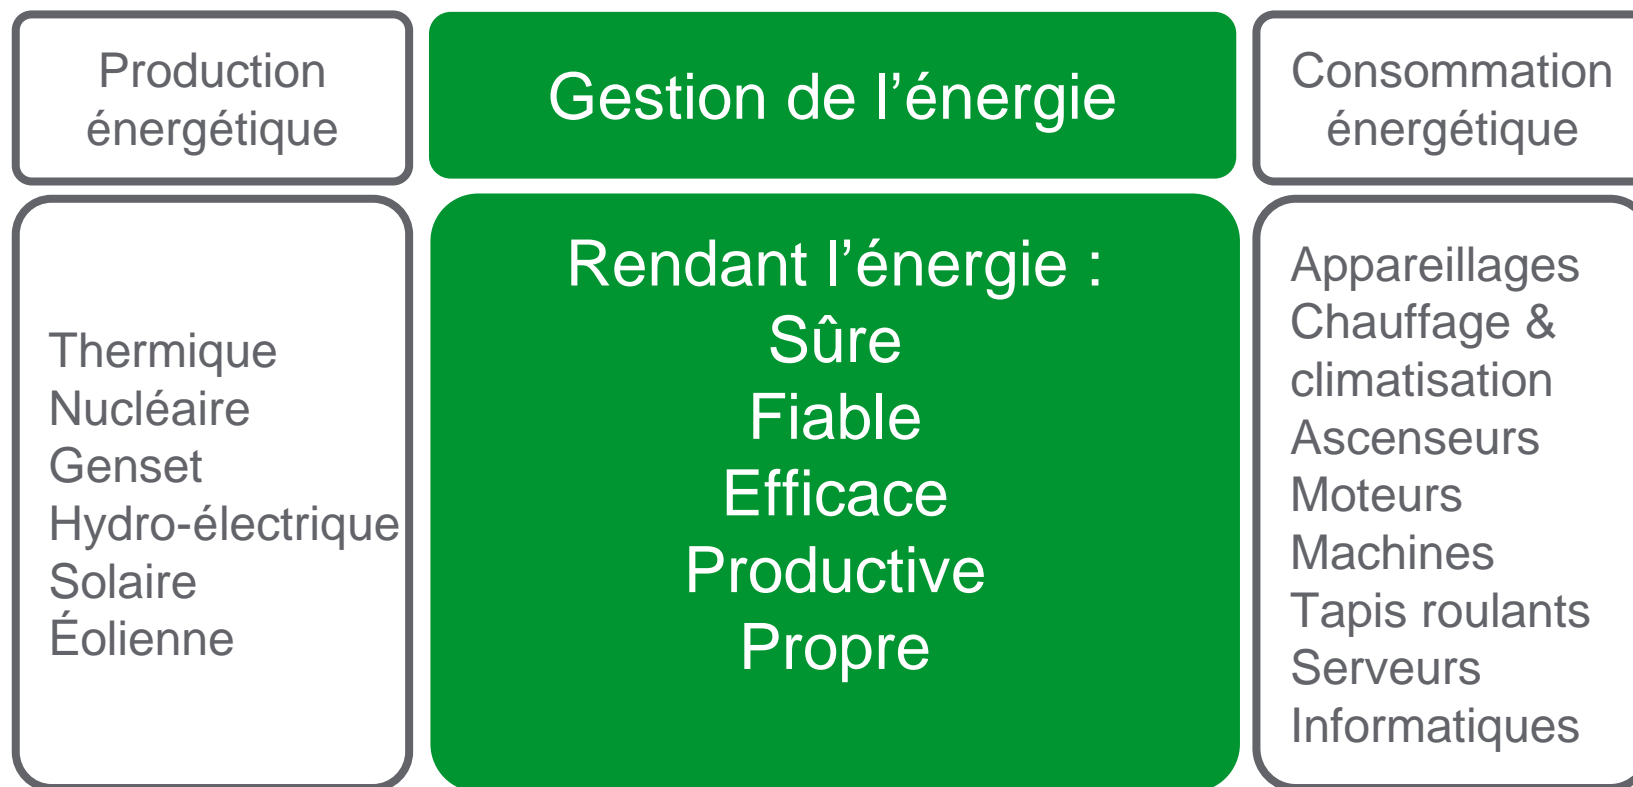 Production
énergétique
Gestion de l’énergie
Consommation
énergétique
Thermique
Nucléaire
Genset
Hydro-électrique
Solaire
Éolienne
Rendant l’énergie :
Sûre
Fiable
Efficace
Productive
Propre
Appareillages
Chauffage &
climatisation
Ascenseurs
Moteurs
Machines
Tapis roulants
Serveurs
Informatiques